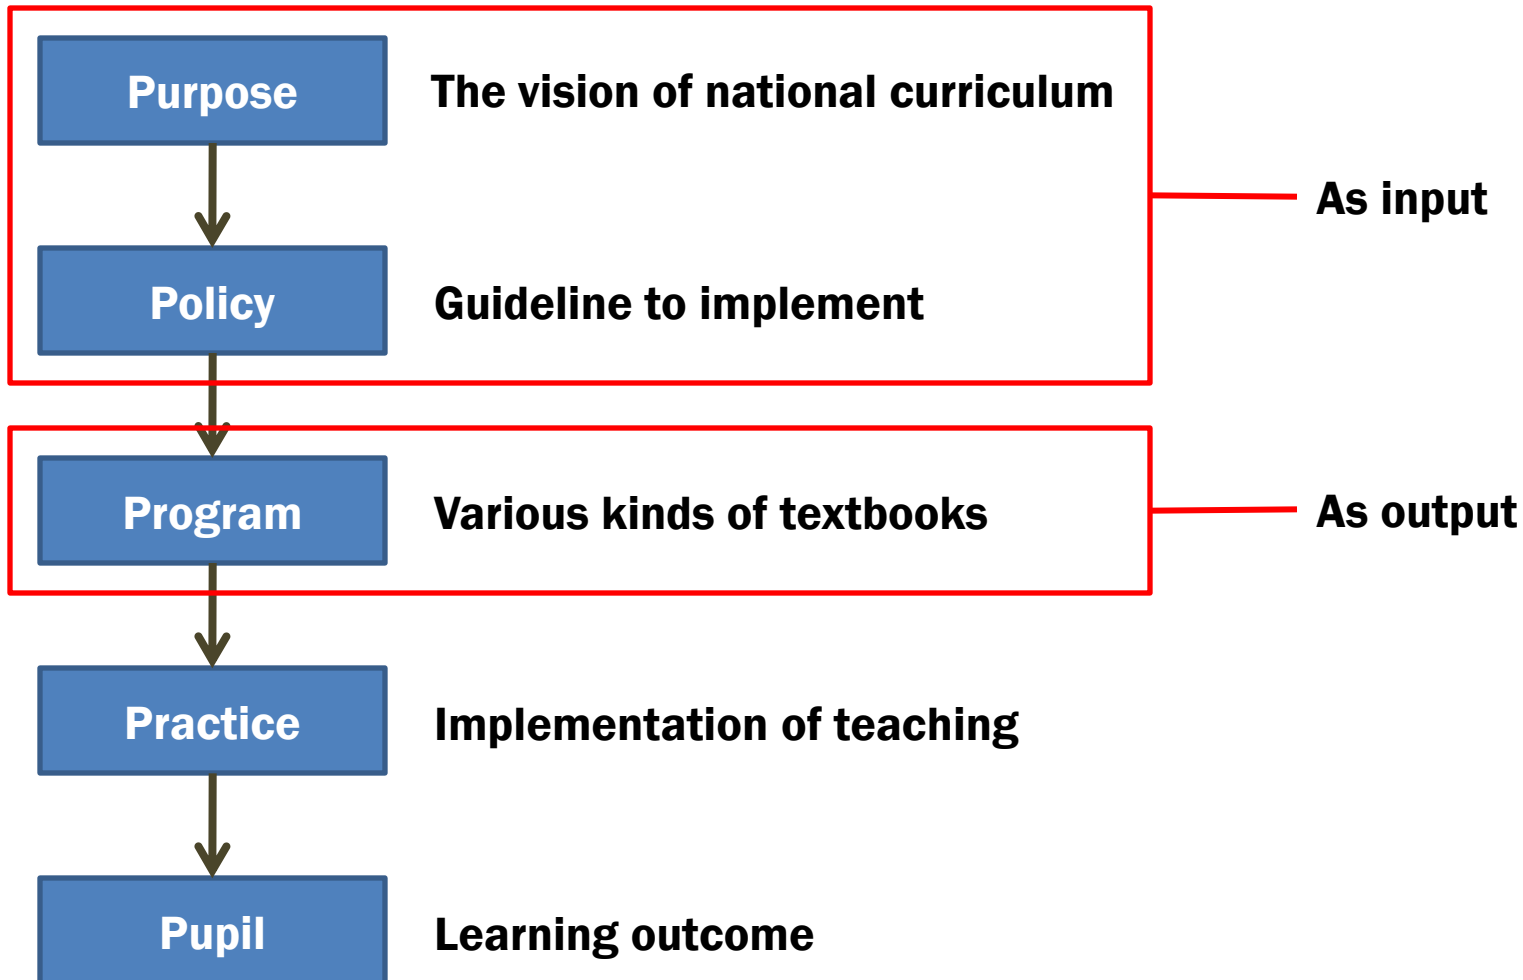 Purpose
The vision of national curriculum
As input
Policy
Guideline to implement
Program
Various kinds of textbooks
As output
Practice
Implementation of teaching
Pupil
Learning outcome